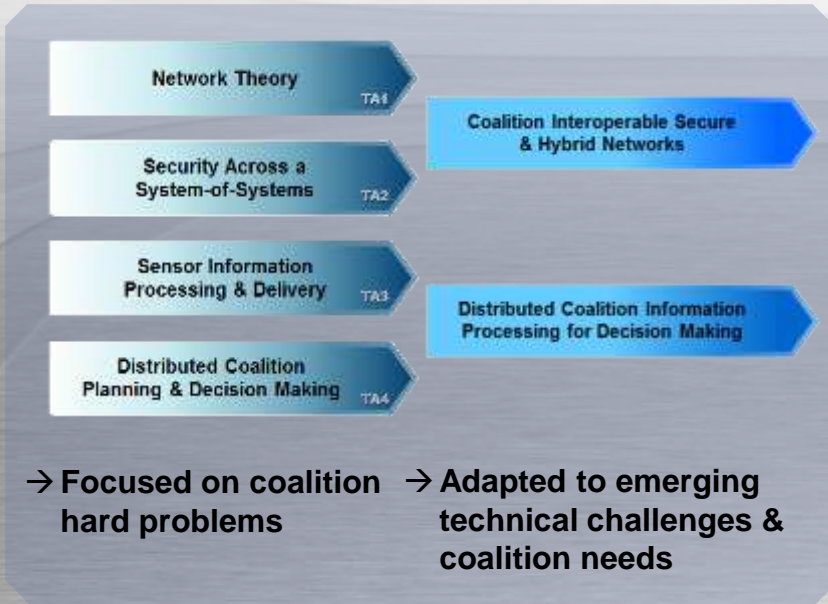 Network Theory
TA1
Security Across a
System-of-Systems
TA2
Sensor Information
Processing & Delivery
TA3
Distributed Coalition
Planning & Decision Making
TA4
Coalition Interoperable Secure
& Hybrid Networks
Distributed Coalition Information
Processing for Decision Making
→ Focused on coalition
hard problems
→ Adapted to emerging
technical challenges &
coalition needs